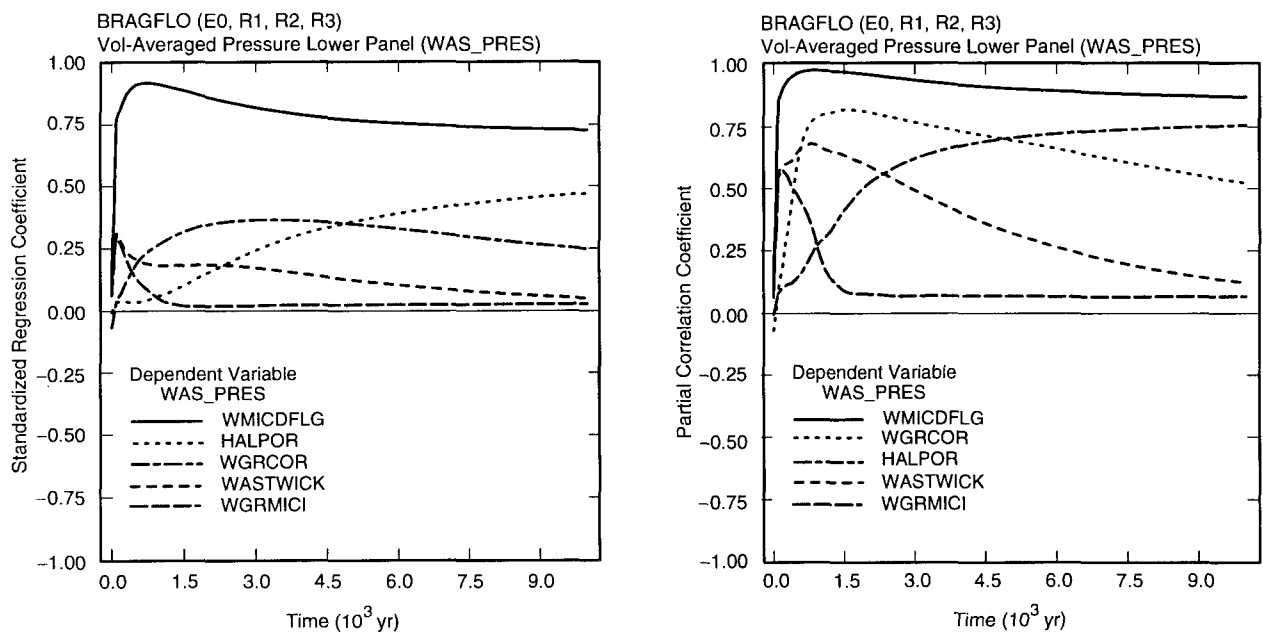 BRAGFLO (E0, R1, R2, R3)
Vol-Averaged Pressure Lower Panel (WAS_PRES)
1.00
0.75
0.50
0.25
0.00
−0.25
−0.50
−0.75
−1.00
Standardized Regression Coefficient
Dependent Variable
WAS_PRES
WMICDFLG
HALPOR
WGRCOR
WASTWICK
WGRMICI
0.0 1.5 3.0 4.5 6.0 7.5 9.0
Time (10³ yr)
BRAGFLO (E0, R1, R2, R3)
Vol-Averaged Pressure Lower Panel (WAS_PRES)
1.00
0.75
0.50
0.25
0.00
−0.25
−0.50
−0.75
−1.00
Partial Correlation Coefficient
Dependent Variable
WAS_PRES
WMICDFLG
WGRCOR
HALPOR
WASTWICK
WGRMICI
0.0 1.5 3.0 4.5 6.0 7.5 9.0
Time (10³ yr)